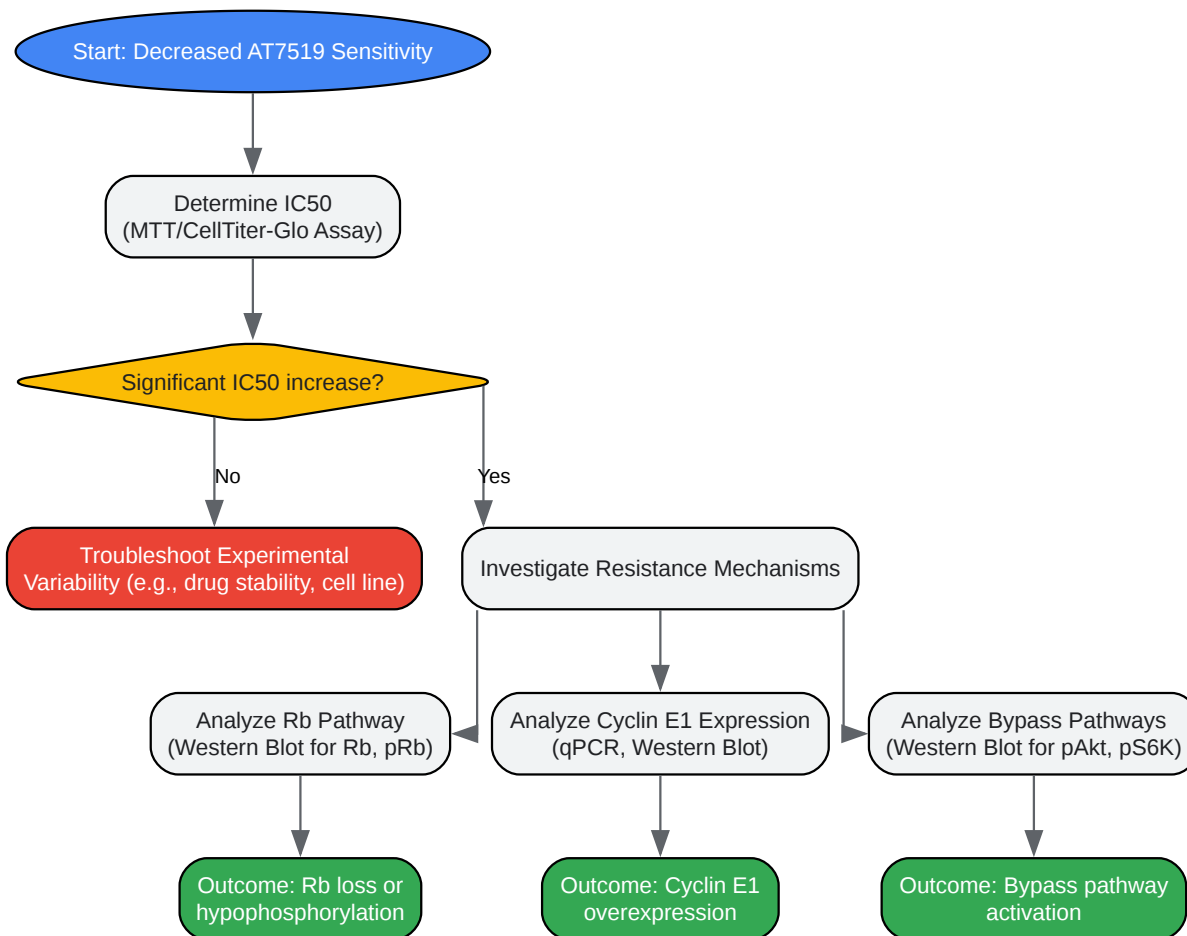 Start: Decreased AT7519 Sensitivity
Determine IC50
(MTT/CellTiter-Glo Assay)
Significant IC50 increase?
No
Yes
Troubleshoot Experimental
Variability (e.g., drug stability, cell line)
Investigate Resistance Mechanisms
Analyze Rb Pathway
(Western Blot for Rb, pRb)
Analyze Cyclin E1 Expression
(qPCR, Western Blot)
Analyze Bypass Pathways
(Western Blot for pAkt, pS6K)
Outcome: Rb loss or
hypophosphorylation
Outcome: Cyclin E1
overexpression
Outcome: Bypass pathway
activation